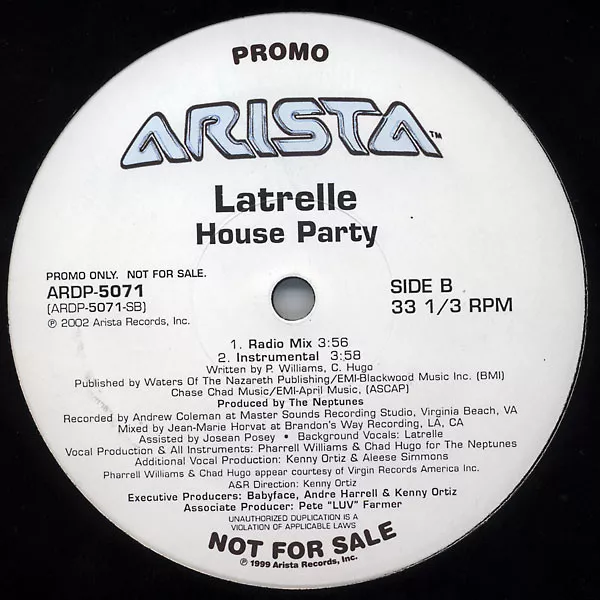 PROMO
ARISTA™
Latrelle
House Party
PROMO ONLY. NOT FOR SALE.
ARDP-5071
(ARDP-5071-SB)
℗ 2002 Arista Records, Inc.
SIDE B
33 1/3 RPM
1. Radio Mix 3:56
2. Instrumental 3:58
Written by P. Williams, C. Hugo
Published by Waters Of The Nazareth Publishing/EMI-Blackwood Music Inc. (BMI)
Chase Chad Music/EMI-April Music, (ASCAP)
Produced by The Neptunes
Recorded by Andrew Coleman at Master Sounds Recording Studio, Virginia Beach, VA
Mixed by Jean-Marie Horvat at Brandon's Way Recording, LA, CA
Assisted by Josean Posey • Background Vocals: Latrelle
Vocal Production & All Instruments: Pharrell Williams & Chad Hugo for The Neptunes
Additional Vocal Production: Kenny Ortiz & Aleese Simmons
Pharrell Williams & Chad Hugo appear courtesy of Virgin Records America Inc.
A&R Direction: Kenny Ortiz
Executive Producers: Babyface, Andre Harrell & Kenny Ortiz
Associate Producer: Pete "LUV" Farmer
UNAUTHORIZED DUPLICATION IS A
VIOLATION OF APPLICABLE LAWS
NOT FOR SALE
℗ 1999 Arista Records, Inc.